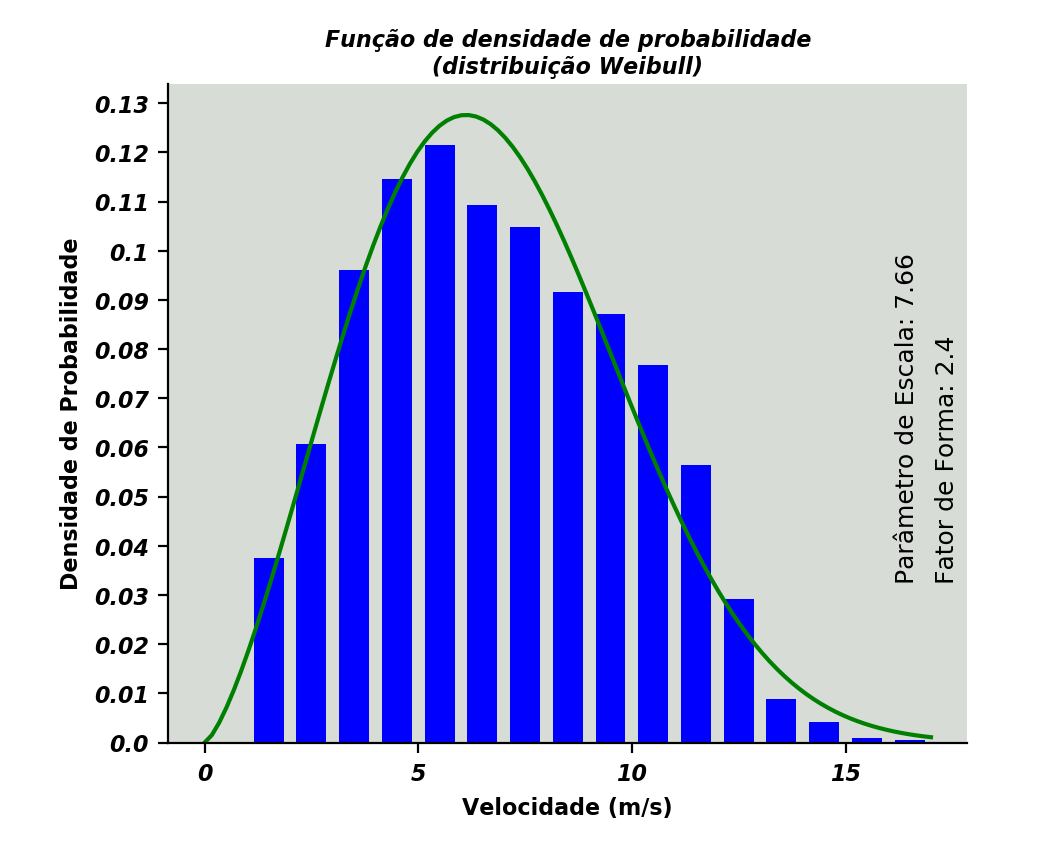 Função de densidade de probabilidade
(distribuição Weibull)
0.13
0.12
0.11
0.1
0.09
0.08
0.07
0.06
0.05
0.04
0.03
0.02
0.01
0.0
Densidade de Probabilidade
Parâmetro de Escala: 7.66
Fator de Forma: 2.4
0 5 10 15
Velocidade (m/s)